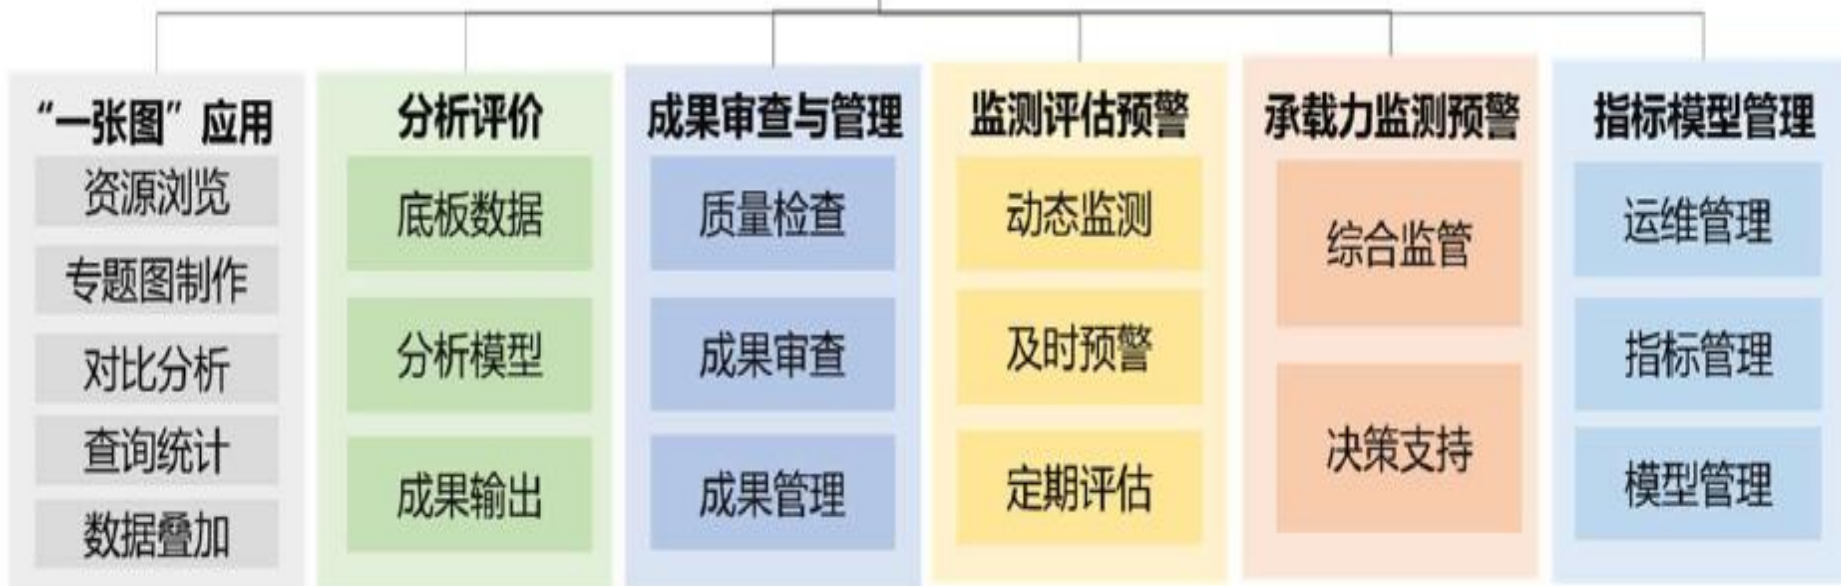 “一张图”应用
资源浏览
专题图制作
对比分析
查询统计
数据叠加
分析评价
底板数据
分析模型
成果输出
成果审查与管理
质量检查
成果审查
成果管理
监测评估预警
动态监测
及时预警
定期评估
承载力监测预警
综合监管
决策支持
指标模型管理
运维管理
指标管理
模型管理